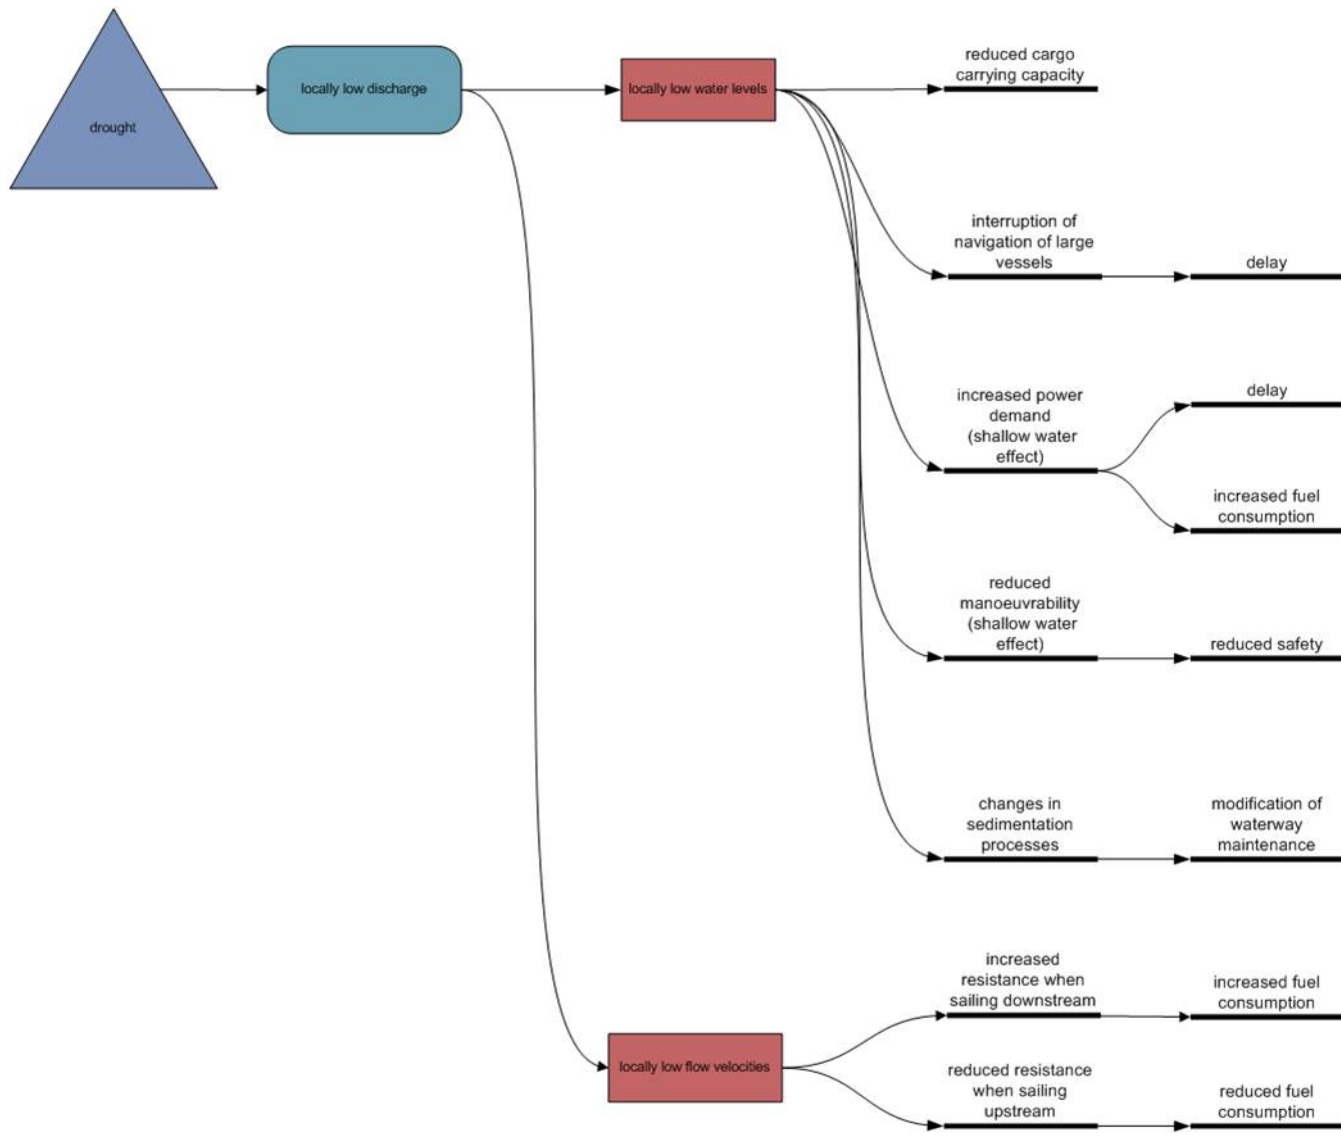 drought
locally low discharge
locally low water levels
reduced cargo
carrying capacity
interruption of
navigation of large
vessels
delay
increased power
demand
(shallow water
effect)
delay
increased fuel
consumption
reduced
manoeuvrability
(shallow water
effect)
reduced safety
changes in
sedimentation
processes
modification of
waterway
maintenance
locally low flow velocities
increased
resistance when
sailing downstream
increased fuel
consumption
reduced resistance
when sailing
upstream
reduced fuel
consumption